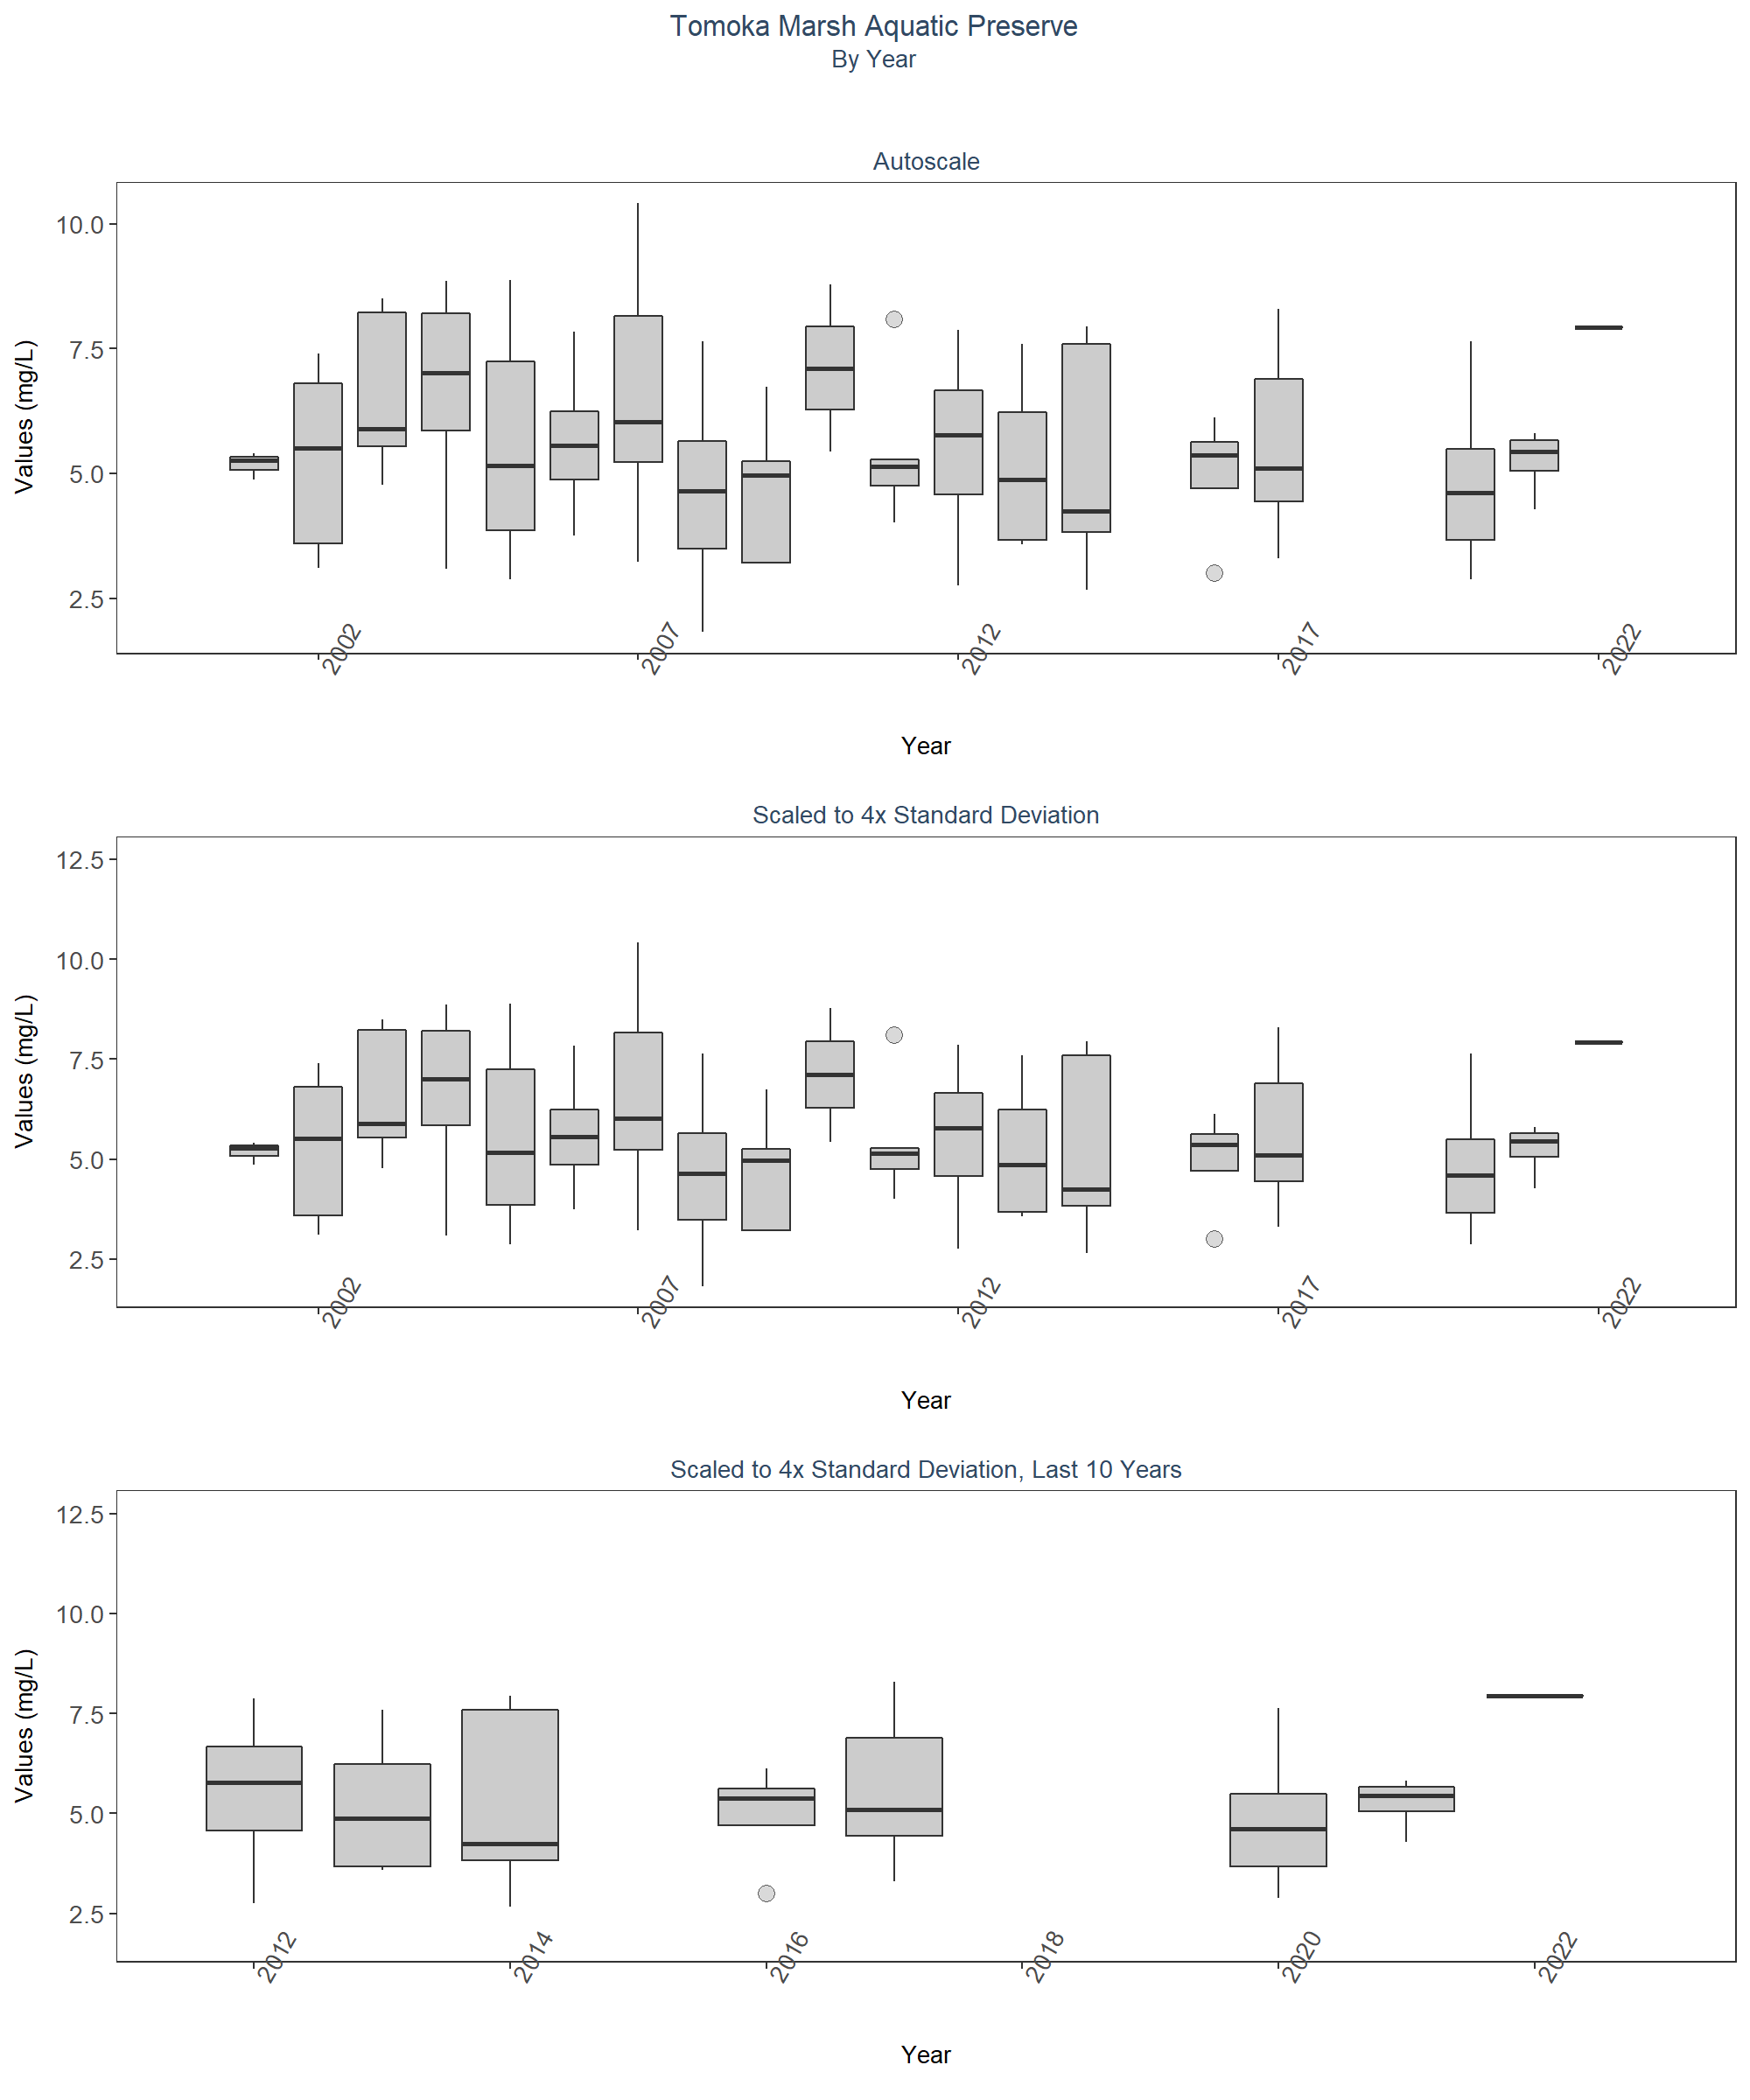 Tomoka Marsh Aquatic Preserve
By Year
Autoscale
10.0
7.5
5.0
2.5
Values (mg/L)
2002
2007
2012
2017
2022
Year
Scaled to 4x Standard Deviation
12.5
10.0
7.5
5.0
2.5
Values (mg/L)
2002
2007
2012
2017
2022
Year
Scaled to 4x Standard Deviation, Last 10 Years
12.5
10.0
7.5
5.0
2.5
Values (mg/L)
2012
2014
2016
2018
2020
2022
Year